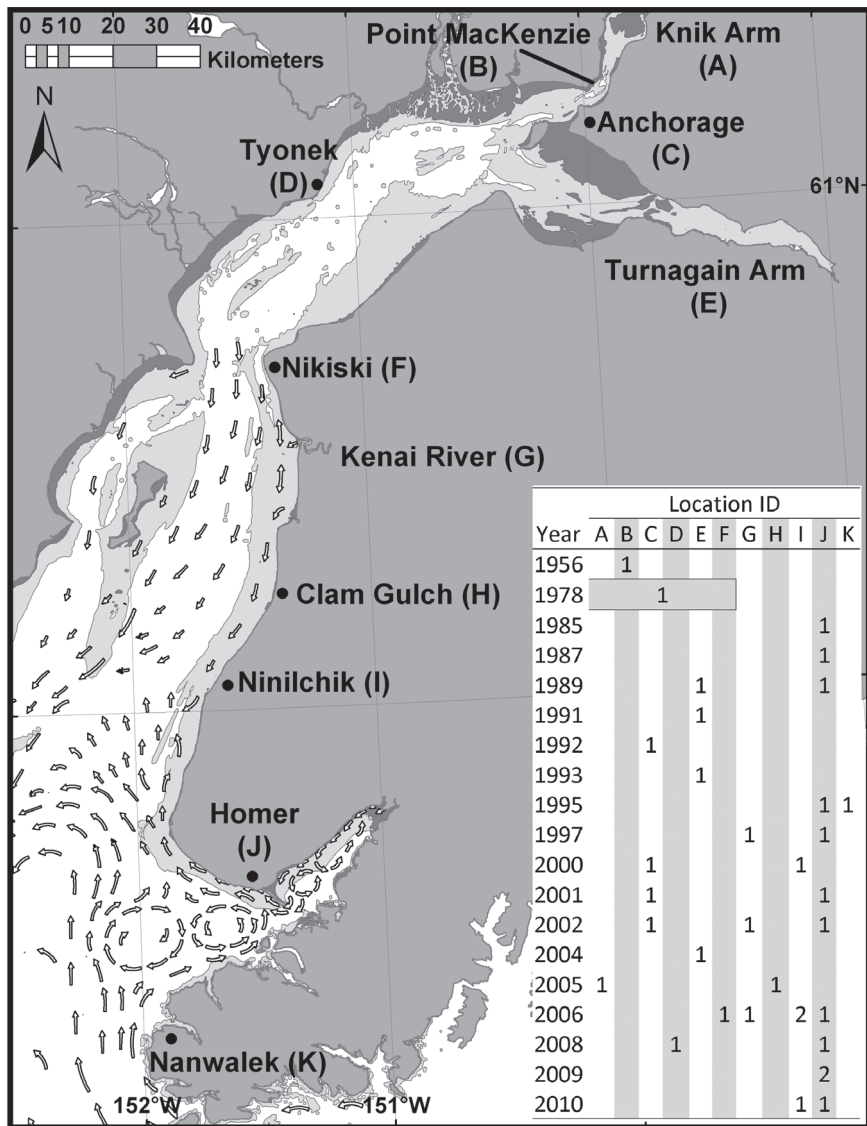 0 5 10 20 30 40
Kilometers
N
Point MacKenzie
(B)
Knik Arm
(A)
Anchorage
(C)
Tyonek
(D)
61°N
Turnagain Arm
(E)
Nikiski (F)
Kenai River (G)
Clam Gulch (H)
Ninilchik (I)
Homer
(J)
Nanwalek (K)
152°W
151°W
Location ID
Year A B C D E F G H I J K
1956 1
1978 1
1985 1
1987 1
1989 1 1
1991 1
1992 1
1993 1
1995 1 1
1997 1 1
2000 1 1
2001 1 1
2002 1 1 1
2004 1
2005 1 1
2006 1 1 2 1
2008 1 1
2009 2
2010 1 1